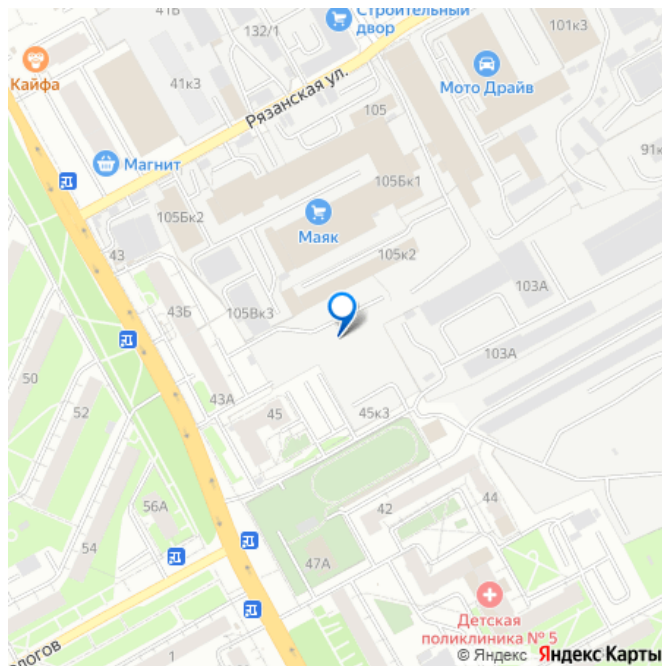 41Б
132/1
Строительный
двор
101к3
Кайфа
41к3
Мото Драйв
Рязанская ул.
105
Магнит
91к
105Бк1
105Бк2
Маяк
43
105к2
103А
43Б
105Вк3
103А
50
43А
52
45
45к3
56А
42
44
54
47А
Детская
поликлиника № 5
1
ологов
© Яндекс Яндекс Карты